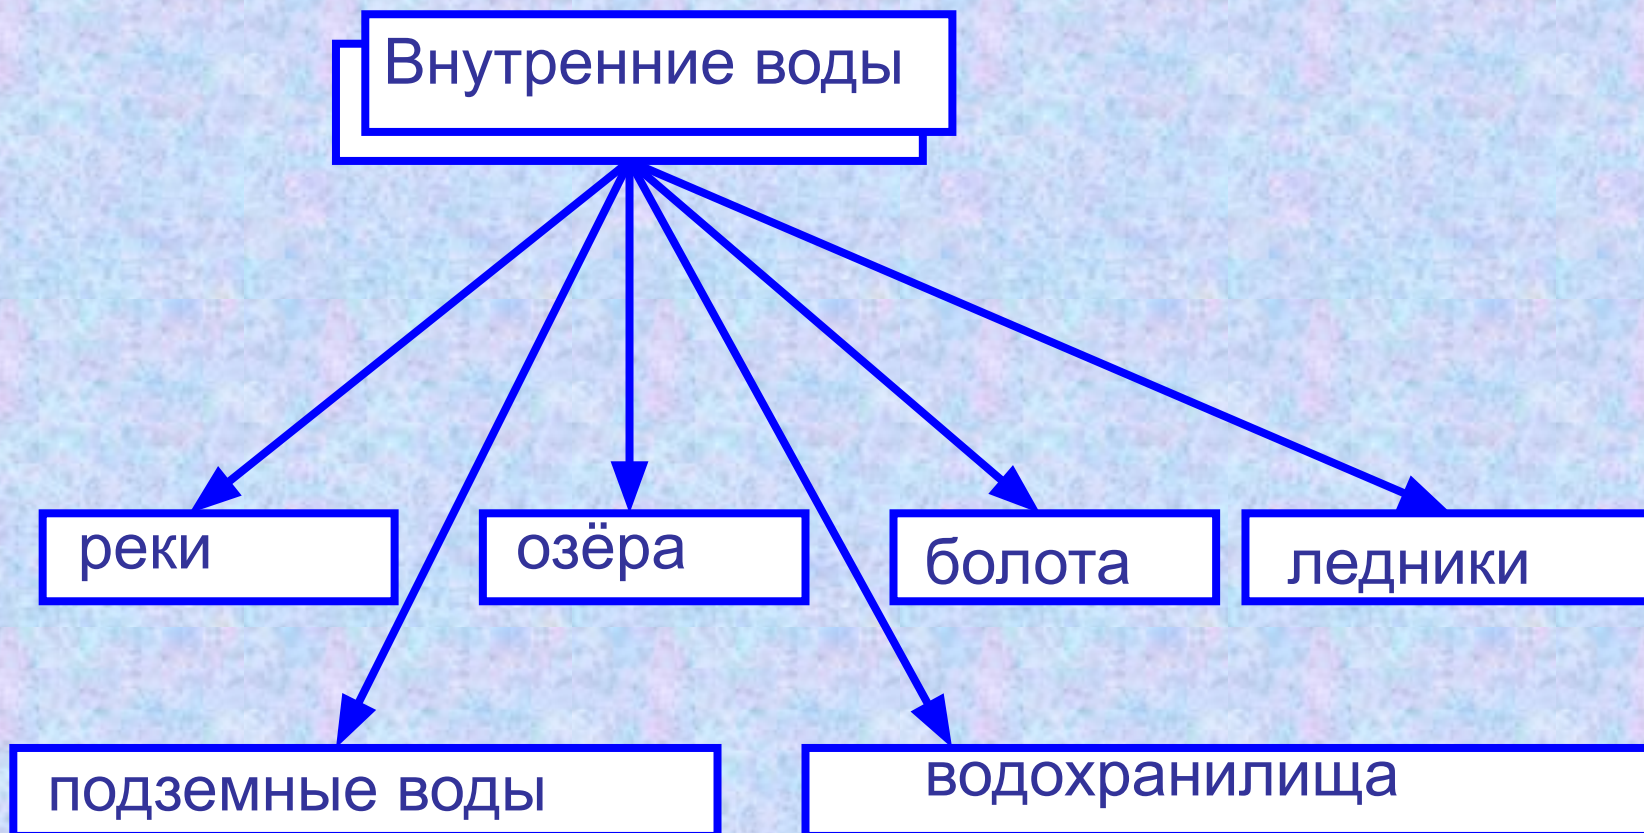 Внутренние воды
реки
озёра
болота
ледники
подземные воды
водохранилища